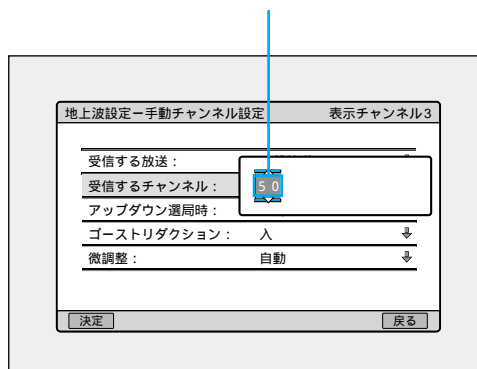 地上波設定－手動チャンネル設定 表示チャンネル3
受信する放送：
受信するチャンネル： 50
アップダウン選局時：
ゴーストリダクション： 入
微調整： 自動
決定 戻る